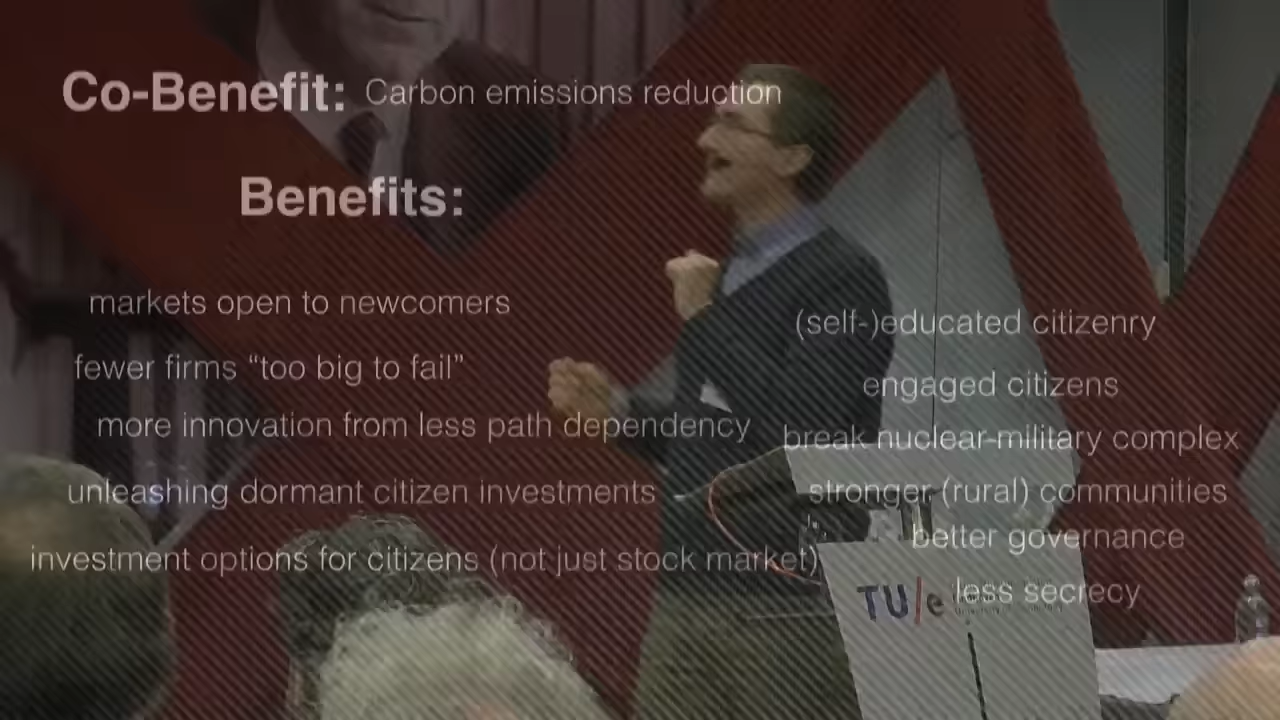 Co-Benefit: Carbon emissions reduction
Benefits:
markets open to newcomers
fewer firms “too big to fail”
more innovation from less path dependency
unleashing dormant citizen investments
investment options for citizens (not just stock market)
(self-)educated citizenry
engaged citizens
break nuclear-military complex
stronger (rural) communities
better governance
less secrecy
TU/e